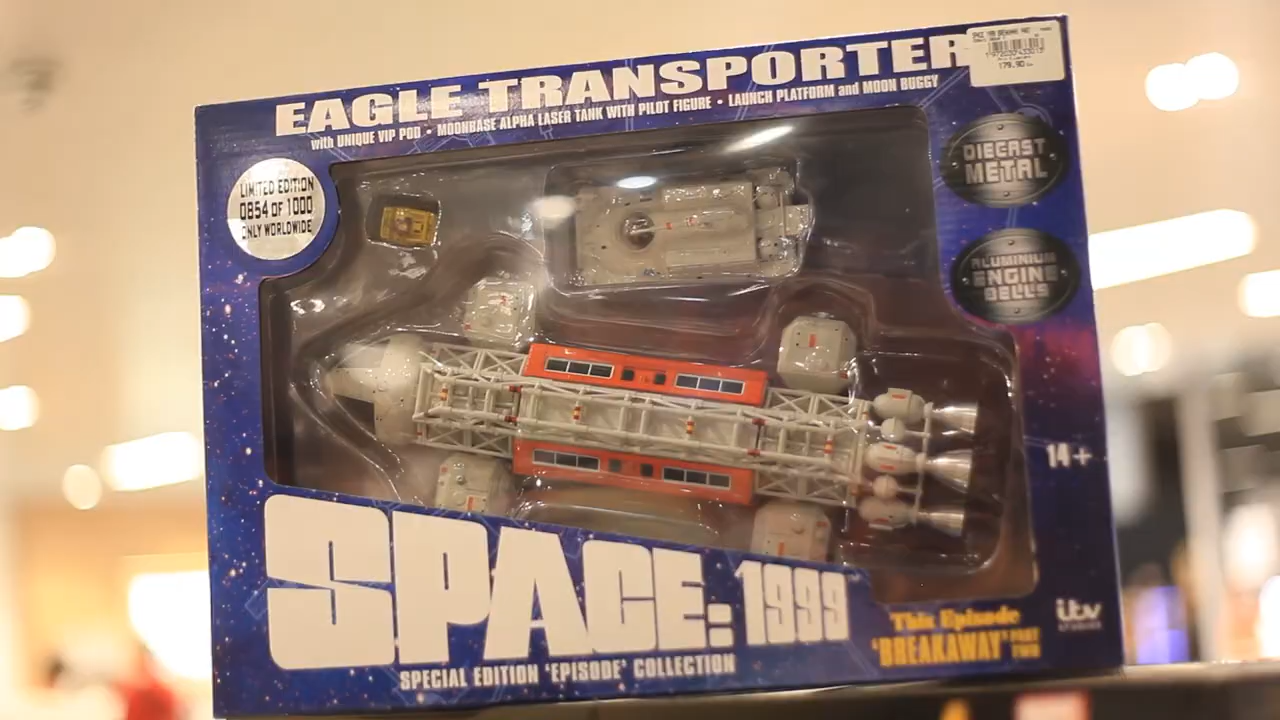 EAGLE TRANSPORTER
with UNIQUE VIP POD • MOONBASE ALPHA LASER TANK WITH PILOT FIGURE • LAUNCH PLATFORM and MOON BUGGY
179.90
LIMITED EDITION
0854 OF 1000
ONLY WORLDWIDE
DIECAST
METAL
ALUMINIUM
ENGINE
BELLS
14+
SPACE: 1999
SPECIAL EDITION 'EPISODE' COLLECTION
This Episode
'BREAKAWAY' PART TWO
itv
STUDIOS